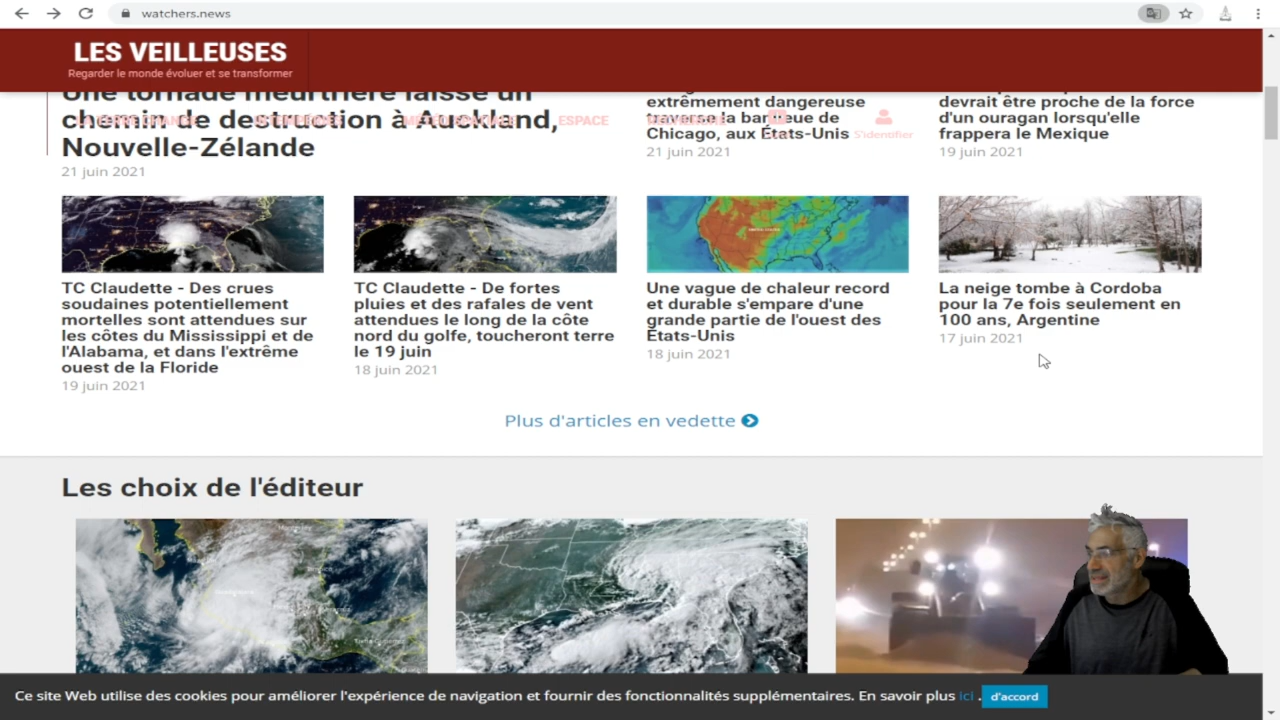 watchers.news
LES VEILLEUSES
Regarder le monde évoluer et se transformer
Une tornade meurtrière laisse un
chemin de destruction à Auckland,
Nouvelle-Zélande
21 juin 2021
extrêmement dangereuse
traverse la banlieue de
Chicago, aux États-Unis
21 juin 2021
devrait être proche de la force
d'un ouragan lorsqu'elle
frappera le Mexique
19 juin 2021
ESPACE
S'identifier
TC Claudette - Des crues
soudaines potentiellement
mortelles sont attendues sur
les côtes du Mississippi et de
l'Alabama, et dans l'extrême
ouest de la Floride
19 juin 2021
TC Claudette - De fortes
pluies et des rafales de vent
attendues le long de la côte
nord du golfe, toucheront terre
le 19 juin
18 juin 2021
Une vague de chaleur record
et durable s'empare d'une
grande partie de l'ouest des
États-Unis
18 juin 2021
La neige tombe à Cordoba
pour la 7e fois seulement en
100 ans, Argentine
17 juin 2021
Plus d'articles en vedette
Les choix de l'éditeur
Ce site Web utilise des cookies pour améliorer l'expérience de navigation et fournir des fonctionnalités supplémentaires. En savoir plus ici .
d'accord